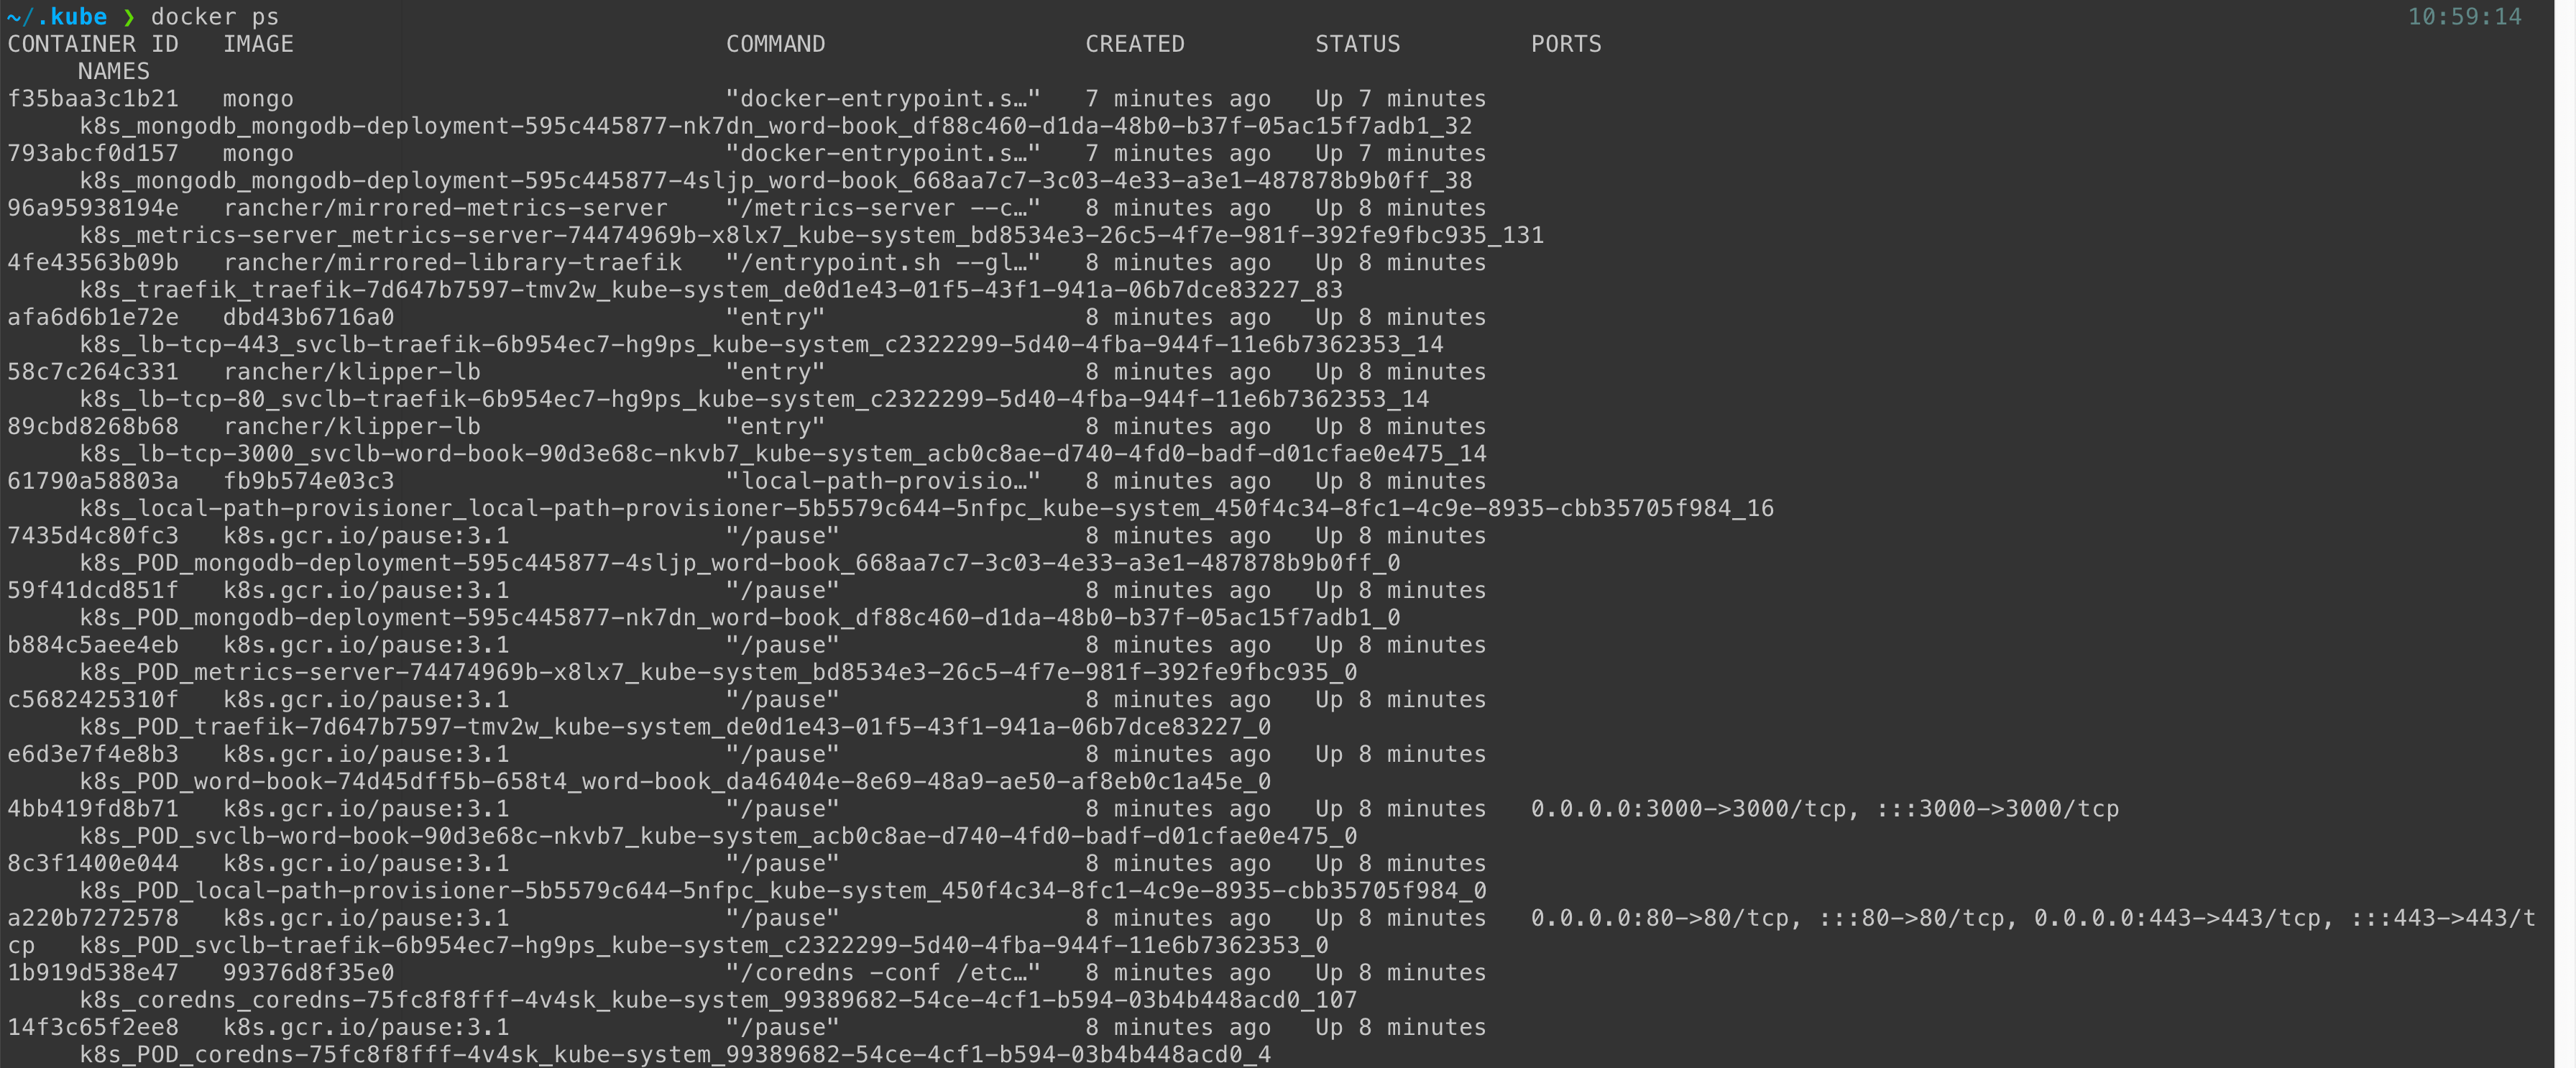 ~/.kube ❯ docker ps 10:59:14
CONTAINER ID   IMAGE                              COMMAND                  CREATED         STATUS         PORTS
     NAMES
f35baa3c1b21   mongo                              "docker-entrypoint.s…"   7 minutes ago   Up 7 minutes
     k8s_mongodb_mongodb-deployment-595c445877-nk7dn_word-book_df88c460-d1da-48b0-b37f-05ac15f7adb1_32
793abcf0d157   mongo                              "docker-entrypoint.s…"   7 minutes ago   Up 7 minutes
     k8s_mongodb_mongodb-deployment-595c445877-4sljp_word-book_668aa7c7-3c03-4e33-a3e1-487878b9b0ff_38
96a95938194e   rancher/mirrored-metrics-server    "/metrics-server --c…"   8 minutes ago   Up 8 minutes
     k8s_metrics-server_metrics-server-74474969b-x8lx7_kube-system_bd8534e3-26c5-4f7e-981f-392fe9fbc935_131
4fe43563b09b   rancher/mirrored-library-traefik   "/entrypoint.sh --gl…"   8 minutes ago   Up 8 minutes
     k8s_traefik_traefik-7d647b7597-tmv2w_kube-system_de0d1e43-01f5-43f1-941a-06b7dce83227_83
afa6d6b1e72e   dbd43b6716a0                       "entry"                  8 minutes ago   Up 8 minutes
     k8s_lb-tcp-443_svclb-traefik-6b954ec7-hg9ps_kube-system_c2322299-5d40-4fba-944f-11e6b7362353_14
58c7c264c331   rancher/klipper-lb                 "entry"                  8 minutes ago   Up 8 minutes
     k8s_lb-tcp-80_svclb-traefik-6b954ec7-hg9ps_kube-system_c2322299-5d40-4fba-944f-11e6b7362353_14
89cbd8268b68   rancher/klipper-lb                 "entry"                  8 minutes ago   Up 8 minutes
     k8s_lb-tcp-3000_svclb-word-book-90d3e68c-nkvb7_kube-system_acb0c8ae-d740-4fd0-badf-d01cfae0e475_14
61790a58803a   fb9b574e03c3                       "local-path-provisio…"   8 minutes ago   Up 8 minutes
     k8s_local-path-provisioner_local-path-provisioner-5b5579c644-5nfpc_kube-system_450f4c34-8fc1-4c9e-8935-cbb35705f984_16
7435d4c80fc3   k8s.gcr.io/pause:3.1               "/pause"                 8 minutes ago   Up 8 minutes
     k8s_POD_mongodb-deployment-595c445877-4sljp_word-book_668aa7c7-3c03-4e33-a3e1-487878b9b0ff_0
59f41dcd851f   k8s.gcr.io/pause:3.1               "/pause"                 8 minutes ago   Up 8 minutes
     k8s_POD_mongodb-deployment-595c445877-nk7dn_word-book_df88c460-d1da-48b0-b37f-05ac15f7adb1_0
b884c5aee4eb   k8s.gcr.io/pause:3.1               "/pause"                 8 minutes ago   Up 8 minutes
     k8s_POD_metrics-server-74474969b-x8lx7_kube-system_bd8534e3-26c5-4f7e-981f-392fe9fbc935_0
c5682425310f   k8s.gcr.io/pause:3.1               "/pause"                 8 minutes ago   Up 8 minutes
     k8s_POD_traefik-7d647b7597-tmv2w_kube-system_de0d1e43-01f5-43f1-941a-06b7dce83227_0
e6d3e7f4e8b3   k8s.gcr.io/pause:3.1               "/pause"                 8 minutes ago   Up 8 minutes
     k8s_POD_word-book-74d45dff5b-658t4_word-book_da46404e-8e69-48a9-ae50-af8eb0c1a45e_0
4bb419fd8b71   k8s.gcr.io/pause:3.1               "/pause"                 8 minutes ago   Up 8 minutes   0.0.0.0:3000->3000/tcp, :::3000->3000/tcp
     k8s_POD_svclb-word-book-90d3e68c-nkvb7_kube-system_acb0c8ae-d740-4fd0-badf-d01cfae0e475_0
8c3f1400e044   k8s.gcr.io/pause:3.1               "/pause"                 8 minutes ago   Up 8 minutes
     k8s_POD_local-path-provisioner-5b5579c644-5nfpc_kube-system_450f4c34-8fc1-4c9e-8935-cbb35705f984_0
a220b7272578   k8s.gcr.io/pause:3.1               "/pause"                 8 minutes ago   Up 8 minutes   0.0.0.0:80->80/tcp, :::80->80/tcp, 0.0.0.0:443->443/tcp, :::443->443/t
cp   k8s_POD_svclb-traefik-6b954ec7-hg9ps_kube-system_c2322299-5d40-4fba-944f-11e6b7362353_0
1b919d538e47   99376d8f35e0                       "/coredns -conf /etc…"   8 minutes ago   Up 8 minutes
     k8s_coredns_coredns-75fc8f8fff-4v4sk_kube-system_99389682-54ce-4cf1-b594-03b4b448acd0_107
14f3c65f2ee8   k8s.gcr.io/pause:3.1               "/pause"                 8 minutes ago   Up 8 minutes
     k8s_POD_coredns-75fc8f8fff-4v4sk_kube-system_99389682-54ce-4cf1-b594-03b4b448acd0_4